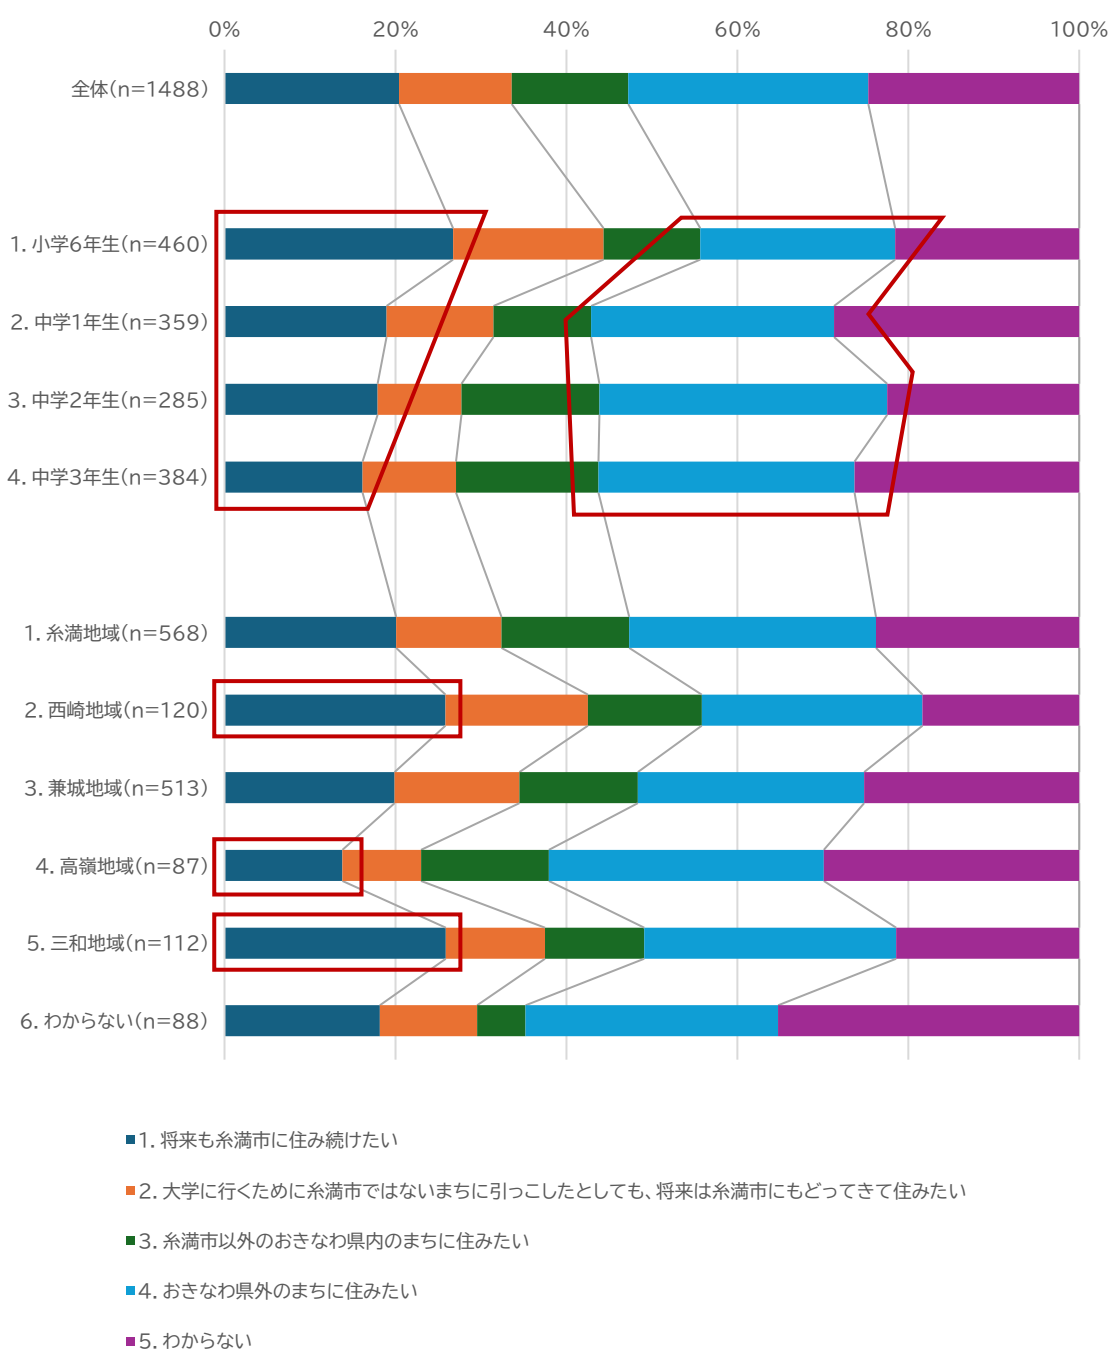 0% 20% 40% 60% 80% 100%
全体(n=1488)
1. 小学6年生(n=460)
2. 中学1年生(n=359)
3. 中学2年生(n=285)
4. 中学3年生(n=384)
1. 糸満地域(n=568)
2. 西崎地域(n=120)
3. 兼城地域(n=513)
4. 高嶺地域(n=87)
5. 三和地域(n=112)
6. わからない(n=88)
1. 将来も糸満市に住み続けたい
2. 大学に行くために糸満市ではないまちに引っこしたとしても、将来は糸満市にもどってきて住みたい
3. 糸満市以外のおきなわ県内のまちに住みたい
4. おきなわ県外のまちに住みたい
5. わからない